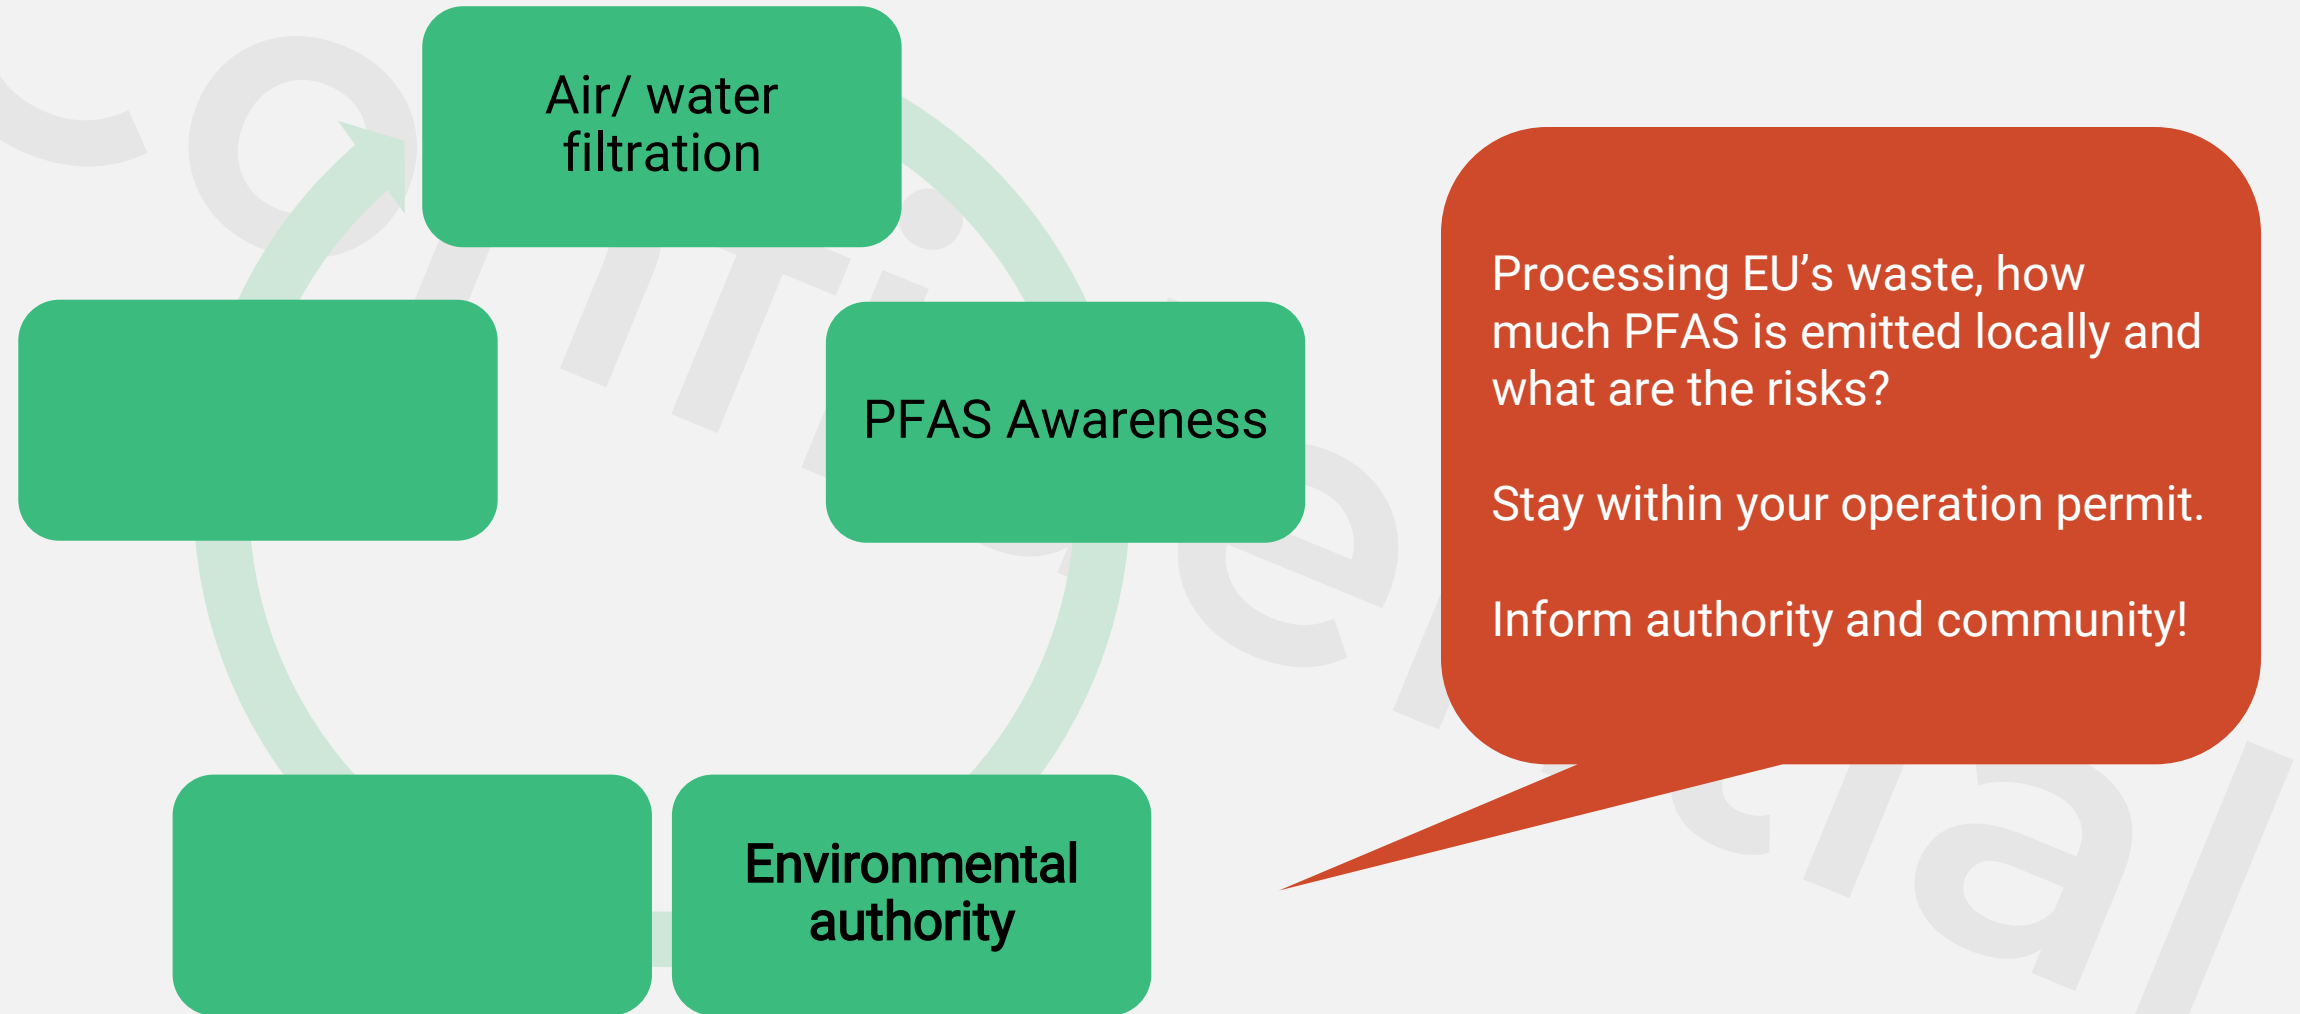 Air/ water
filtration
PFAS Awareness
Environmental
authority
Processing EU’s waste, how
much PFAS is emitted locally and
what are the risks?
Stay within your operation permit.
Inform authority and community!
Confidential